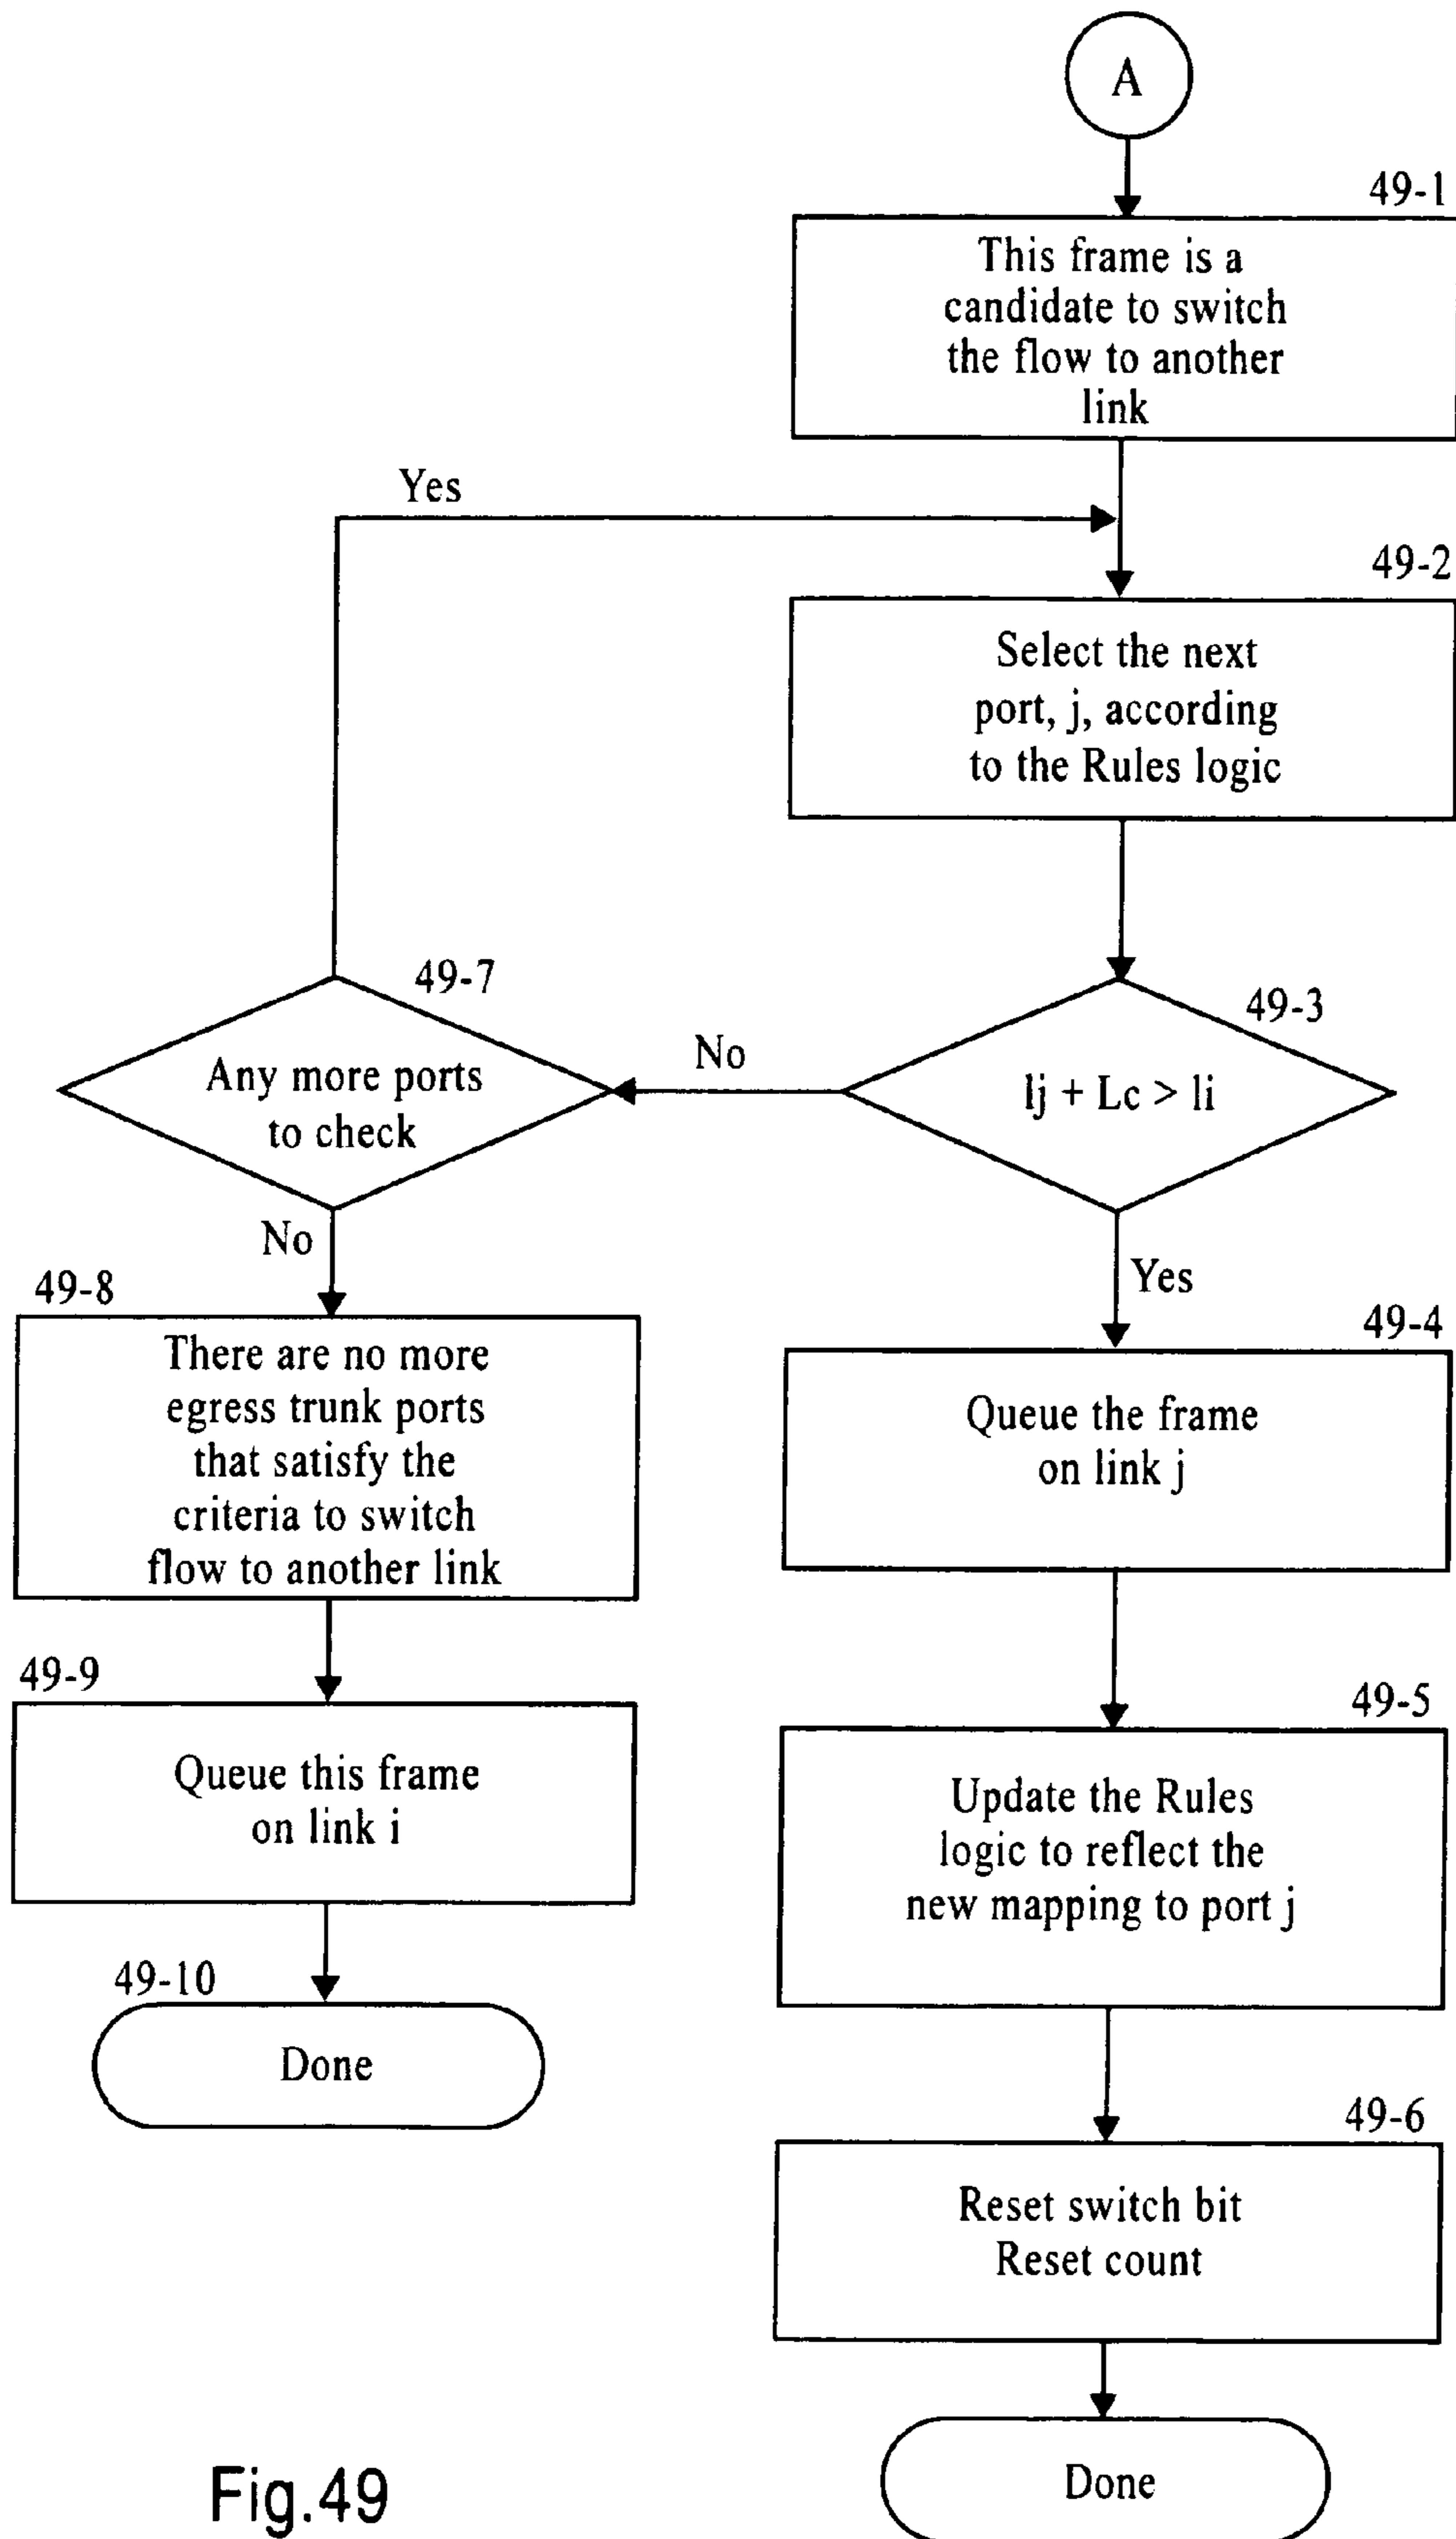 A
49-1
This frame is a
candidate to switch
the flow to another
link
Yes
49-2
Select the next
port, j, according
to the Rules logic
49-3
lj + Lc > li
No
49-7
Any more ports
to check
No
Yes
49-8
There are no more
egress trunk ports
that satisfy the
criteria to switch
flow to another link
49-4
Queue the frame
on link j
49-9
Queue this frame
on link i
49-5
Update the Rules
logic to reflect the
new mapping to port j
49-10
Done
49-6
Reset switch bit
Reset count
Done
Fig.49